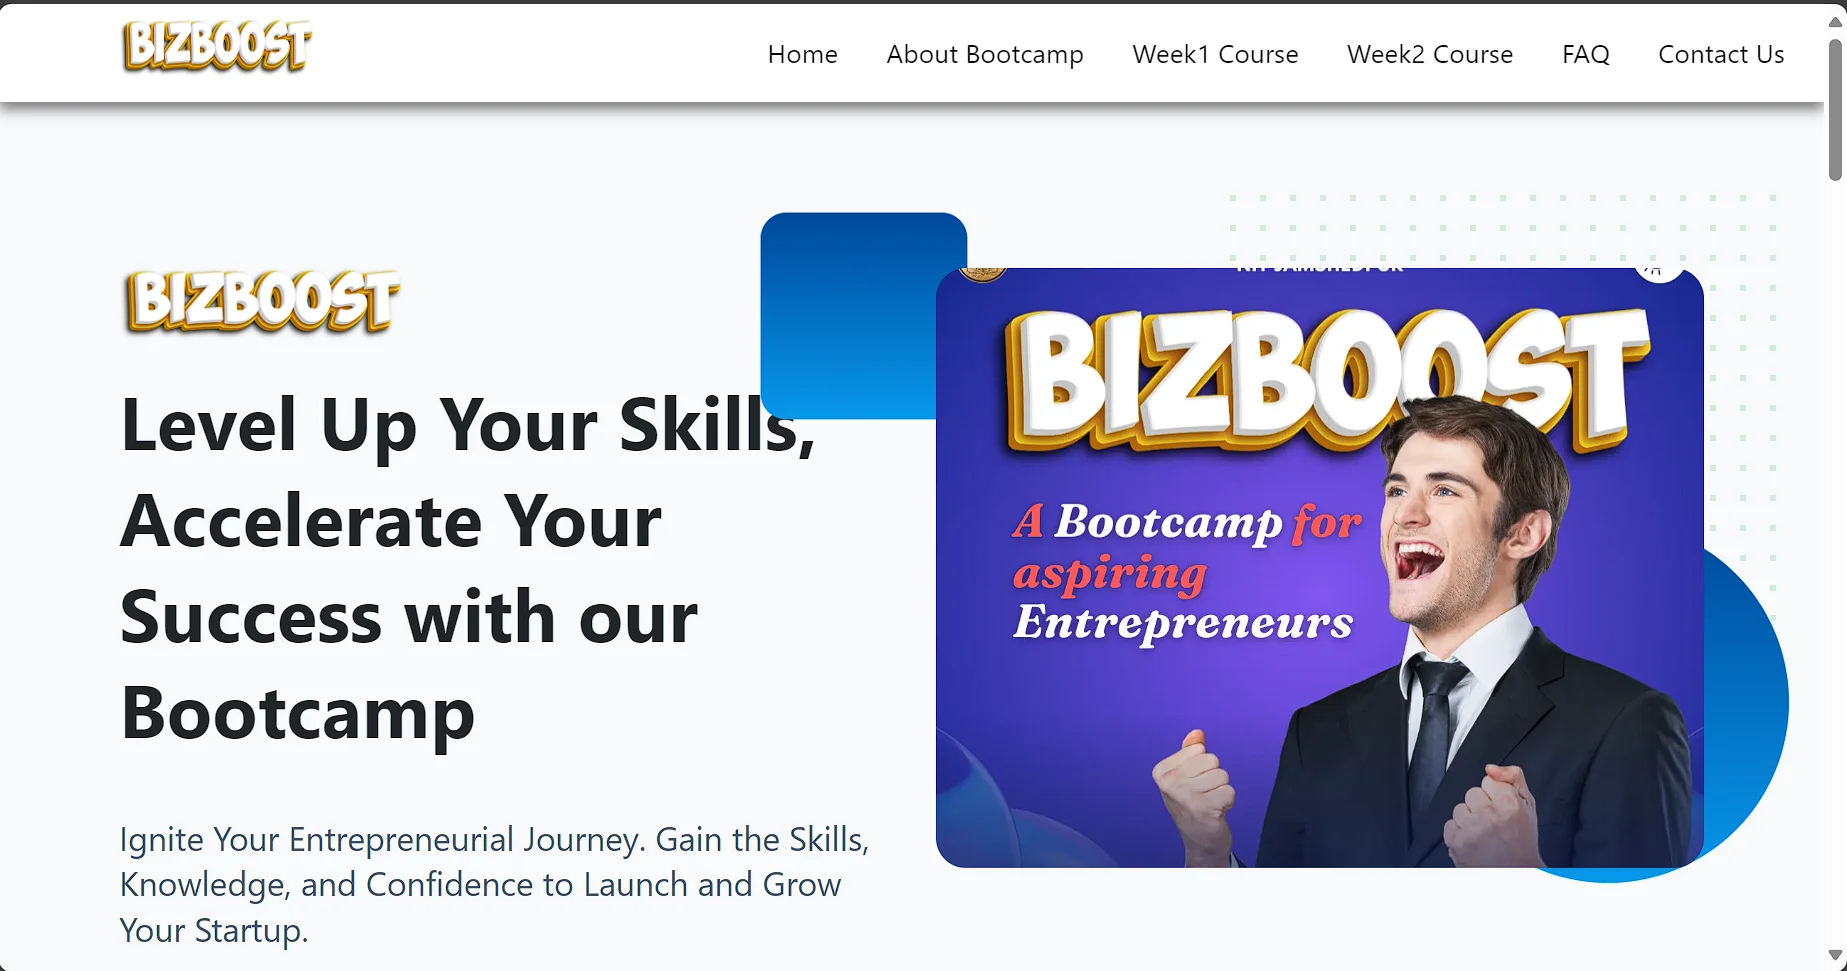 BIZBOOST
Home
About Bootcamp
Week1 Course
Week2 Course
FAQ
Contact Us
BIZBOOST
Level Up Your Skills,
Accelerate Your
Success with our
Bootcamp
Ignite Your Entrepreneurial Journey. Gain the Skills,
Knowledge, and Confidence to Launch and Grow
Your Startup.
NIT JAMSHEDPUR
BIZBOOST
A Bootcamp for
aspiring
Entrepreneurs